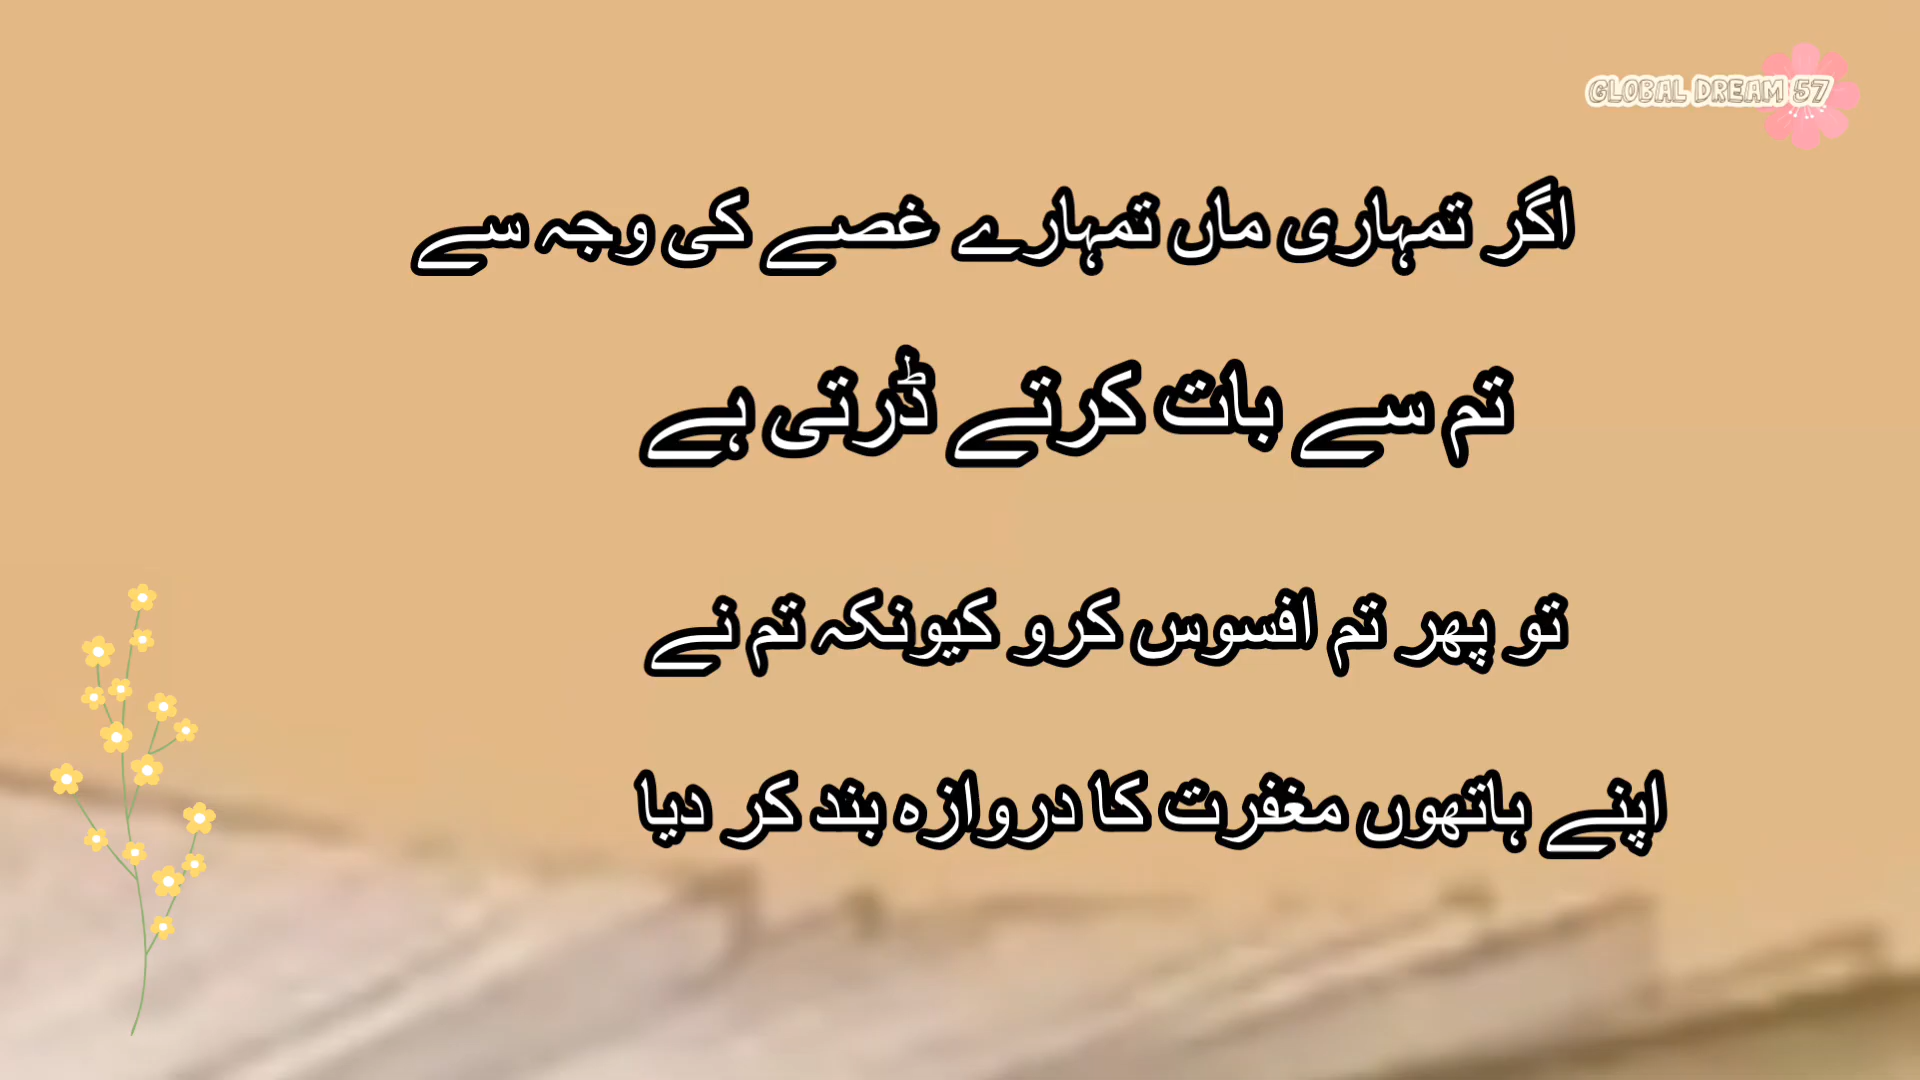 GLOBAL DREAM 57
اگر تمہاری ماں تمہارے غصے کی وجہ سے
تم سے بات کرتے ڈرتی ہے
تو پھر تم افسوس کرو کیونکہ تم نے
اپنے ہاتھوں مغفرت کا دروازہ بند کر دیا